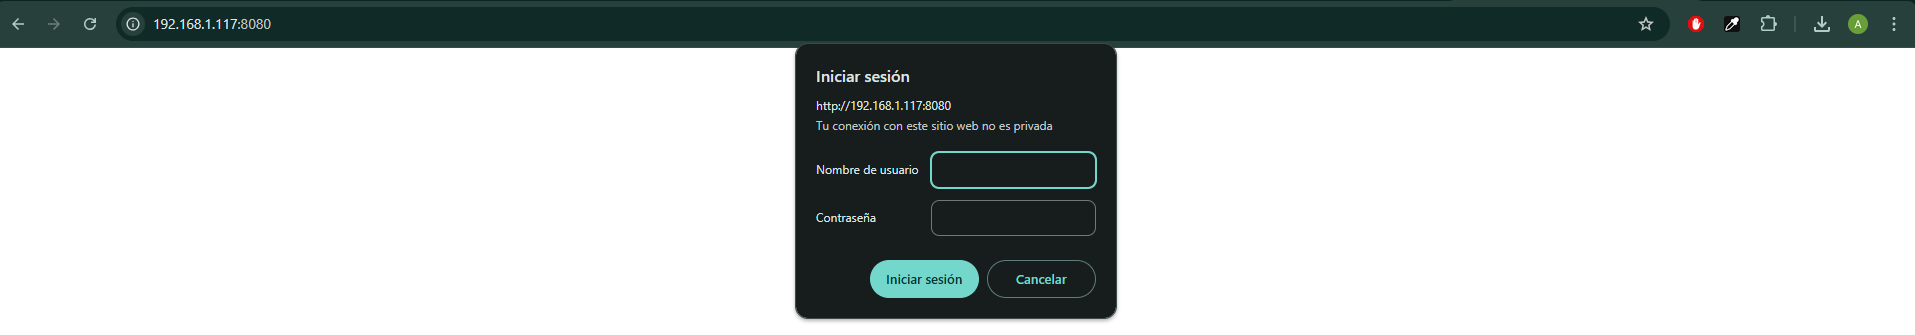 192.168.1.117:8080
A
Iniciar sesión
http://192.168.1.117:8080
Tu conexión con este sitio web no es privada
Nombre de usuario
Contraseña
Iniciar sesión Cancelar